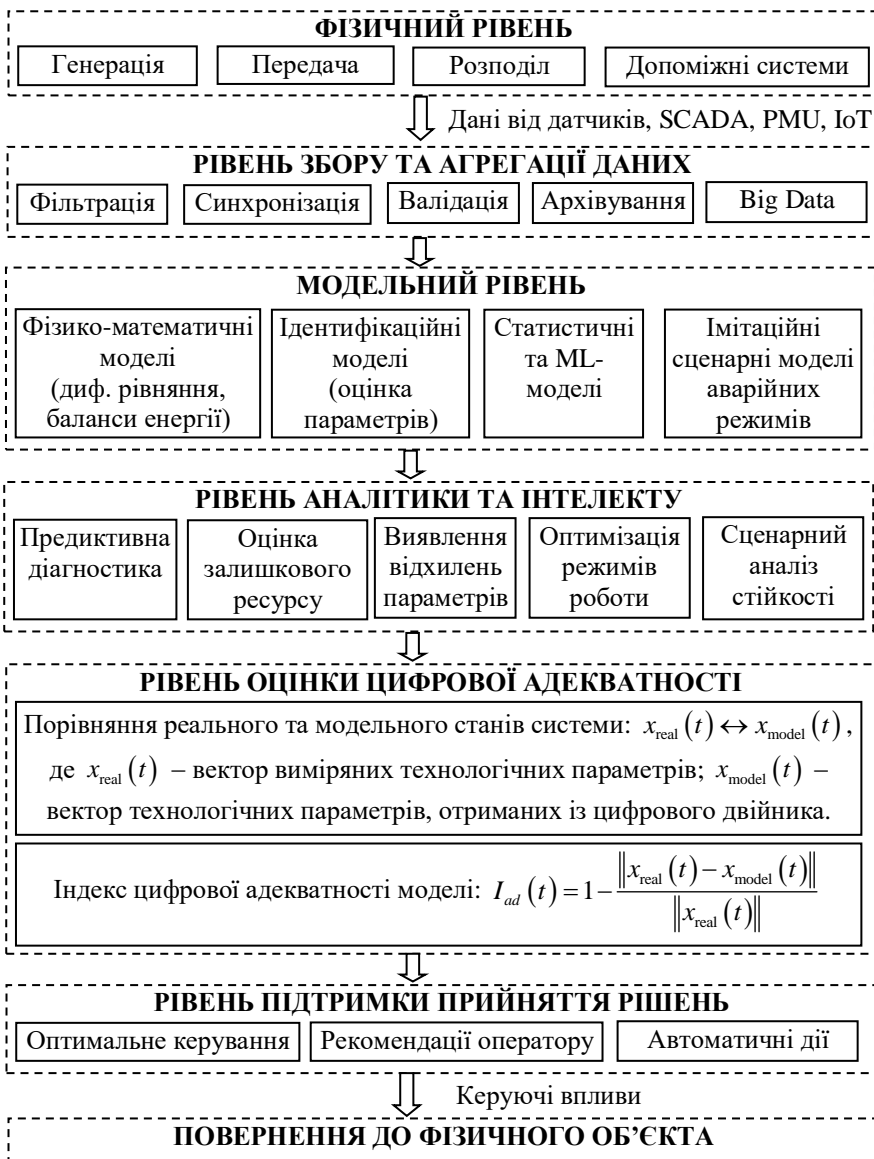 ФІЗИЧНИЙ РІВЕНЬ
Генерація
Передача
Розподіл
Допоміжні системи
Дані від датчиків, SCADA, PMU, IoT
РІВЕНЬ ЗБОРУ ТА АГРЕГАЦІЇ ДАНИХ
Фільтрація
Синхронізація
Валідація
Архівування
Big Data
МОДЕЛЬНИЙ РІВЕНЬ
Фізико-математичні
моделі
(диф. рівняння,
баланси енергії)
Ідентифікаційні
моделі
(оцінка
параметрів)
Статистичні
та ML-
моделі
Імітаційні
сценарні моделі
аварійних
режимів
РІВЕНЬ АНАЛІТИКИ ТА ІНТЕЛЕКТУ
Предиктивна
діагностика
Оцінка
залишкового
ресурсу
Виявлення
відхилень
параметрів
Оптимізація
режимів
роботи
Сценарний
аналіз
стійкості
РІВЕНЬ ОЦІНКИ ЦИФРОВОЇ АДЕКВАТНОСТІ
Порівняння реального та модельного станів системи: x_real (t) ↔ x_model (t) ,
де x_real (t) – вектор виміряних технологічних параметрів; x_model (t) –
вектор технологічних параметрів, отриманих із цифрового двійника.
Індекс цифрової адекватності моделі: I_ad (t) = 1 − ‖x_real (t) − x_model (t)‖ / ‖x_real (t)‖
РІВЕНЬ ПІДТРИМКИ ПРИЙНЯТТЯ РІШЕНЬ
Оптимальне керування
Рекомендації оператору
Автоматичні дії
Керуючі впливи
ПОВЕРНЕННЯ ДО ФІЗИЧНОГО ОБ’ЄКТА